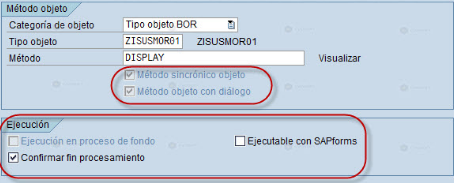 Método objeto
Categoría de objeto Tipo objeto BOR
Tipo objeto ZISUSMOR01 ZISUSMOR01
Método DISPLAY Visualizar
Método sincrónico objeto
Método objeto con diálogo
Ejecución
Ejecución en proceso de fondo Ejecutable con SAPforms
Confirmar fin procesamiento